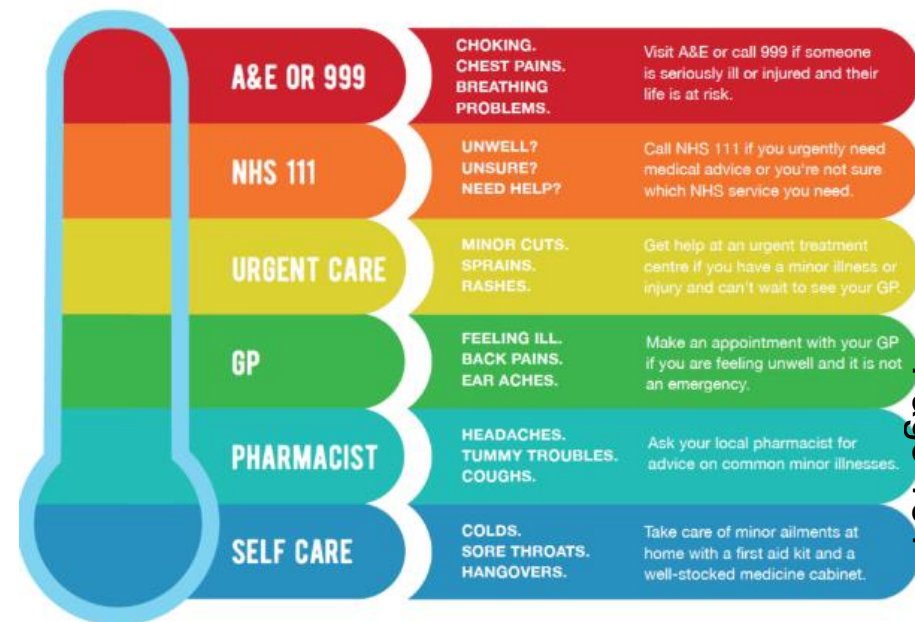 A&E OR 999
CHOKING.
CHEST PAINS.
BREATHING
PROBLEMS.
Visit A&E or call 999 if someone
is seriously ill or injured and their
life is at risk.
NHS 111
UNWELL?
UNSURE?
NEED HELP?
Call NHS 111 if you urgently need
medical advice or you're not sure
which NHS service you need.
URGENT CARE
MINOR CUTS.
SPRAINS.
RASHES.
Get help at an urgent treatment
centre if you have a minor illness or
injury and can't wait to see your GP.
GP
FEELING ILL.
BACK PAINS.
EAR ACHES.
Make an appointment with your GP
if you are feeling unwell and it is not
an emergency.
PHARMACIST
HEADACHES.
TUMMY TROUBLES.
COUGHS.
Ask your local pharmacist for
advice on common minor illnesses.
SELF CARE
COLDS.
SORE THROATS.
HANGOVERS.
Take care of minor ailments at
home with a first aid kit and a
well-stocked medicine cabinet.